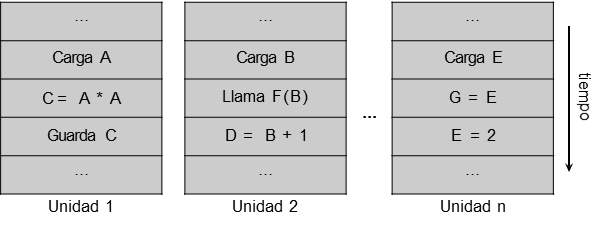 ...
Carga A
C = A * A
Guarda C
...
Unidad 1
...
Carga B
Llama F(B)
D = B + 1
...
Unidad 2
...
...
Carga E
G = E
E = 2
...
Unidad n
tiempo